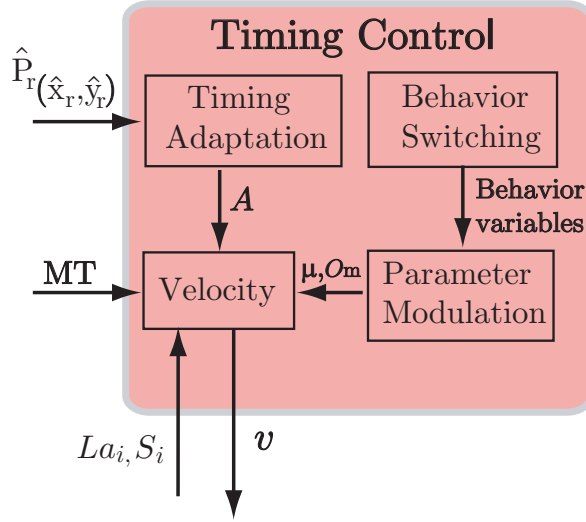 Timing Control
P̂r(x̂r,ŷr)
Timing
Adaptation
Behavior
Switching
A
Behavior
variables
MT
Velocity
μ,Om
Parameter
Modulation
Lai, Si
v